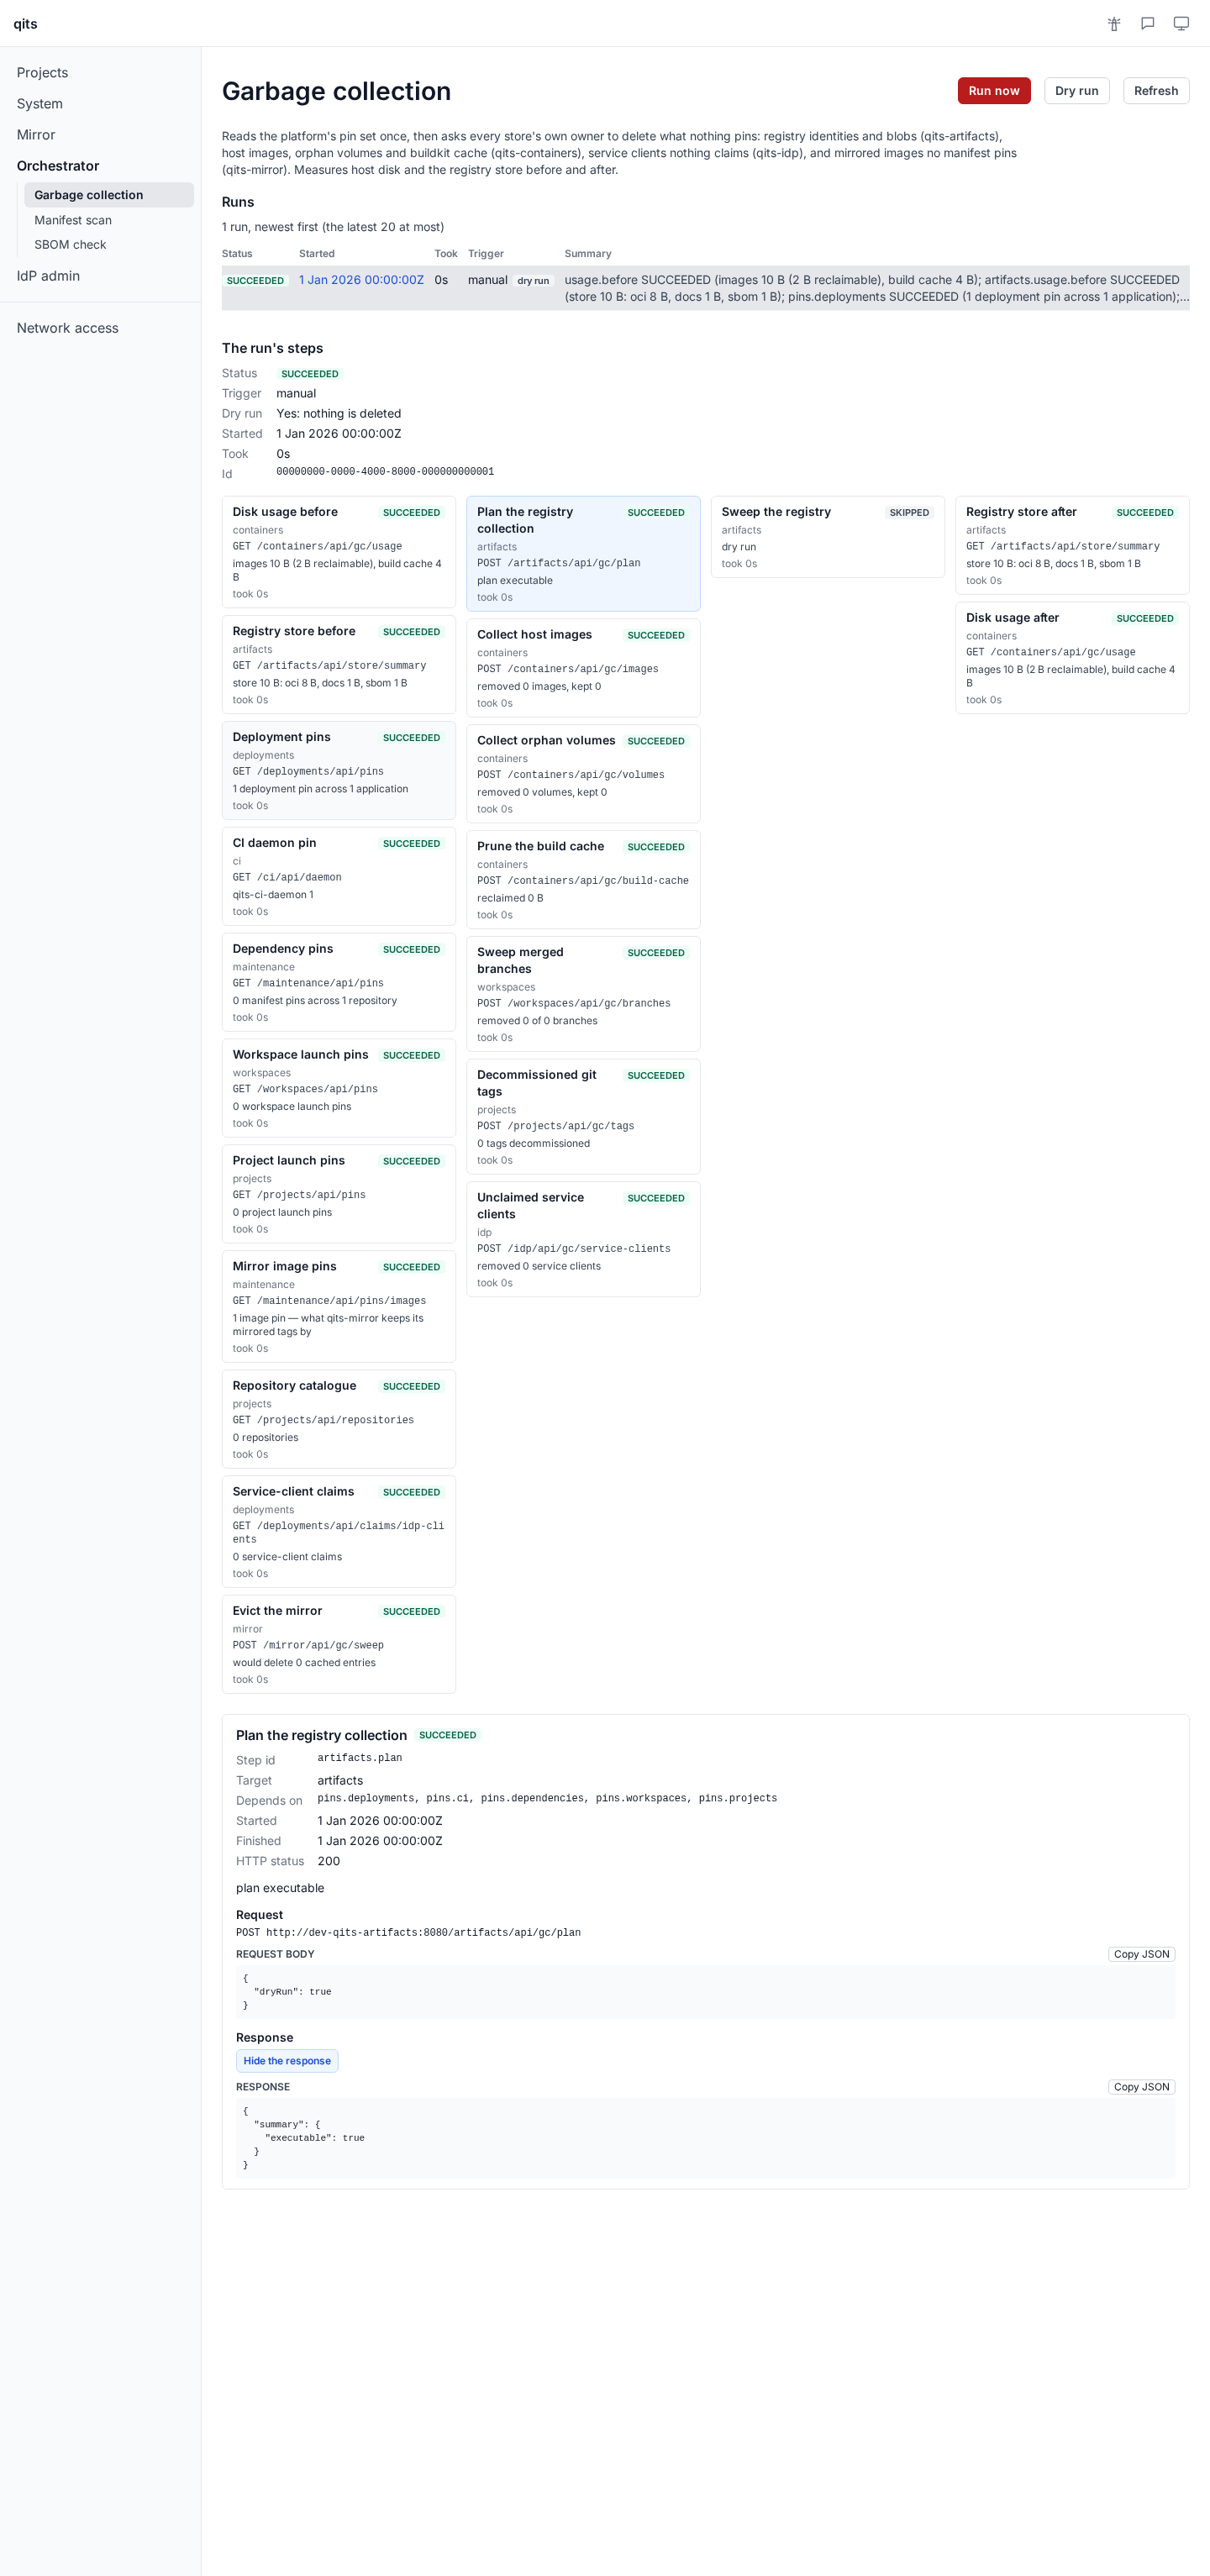 qits
Projects
System
Mirror
Orchestrator
Garbage collection
Manifest scan
SBOM check
IdP admin
Network access
Garbage collection
Run now
Dry run
Refresh
Reads the platform's pin set once, then asks every store's own owner to delete what nothing pins: registry identities and blobs (qits-artifacts),
host images, orphan volumes and buildkit cache (qits-containers), service clients nothing claims (qits-idp), and mirrored images no manifest pins
(qits-mirror). Measures host disk and the registry store before and after.
Runs
1 run, newest first (the latest 20 at most)
Status Started Took Trigger Summary
SUCCEEDED 1 Jan 2026 00:00:00Z 0s manual dry run usage.before SUCCEEDED (images 10 B (2 B reclaimable), build cache 4 B); artifacts.usage.before SUCCEEDED
(store 10 B: oci 8 B, docs 1 B, sbom 1 B); pins.deployments SUCCEEDED (1 deployment pin across 1 application);...
The run's steps
Status SUCCEEDED
Trigger manual
Dry run Yes: nothing is deleted
Started 1 Jan 2026 00:00:00Z
Took 0s
Id 00000000-0000-4000-8000-000000000001
Disk usage before SUCCEEDED
containers
GET /containers/api/gc/usage
images 10 B (2 B reclaimable), build cache 4
B
took 0s
Registry store before SUCCEEDED
artifacts
GET /artifacts/api/store/summary
store 10 B: oci 8 B, docs 1 B, sbom 1 B
took 0s
Deployment pins SUCCEEDED
deployments
GET /deployments/api/pins
1 deployment pin across 1 application
took 0s
CI daemon pin SUCCEEDED
ci
GET /ci/api/daemon
qits-ci-daemon 1
took 0s
Dependency pins SUCCEEDED
maintenance
GET /maintenance/api/pins
0 manifest pins across 1 repository
took 0s
Workspace launch pins SUCCEEDED
workspaces
GET /workspaces/api/pins
0 workspace launch pins
took 0s
Project launch pins SUCCEEDED
projects
GET /projects/api/pins
0 project launch pins
took 0s
Mirror image pins SUCCEEDED
maintenance
GET /maintenance/api/pins/images
1 image pin — what qits-mirror keeps its
mirrored tags by
took 0s
Repository catalogue SUCCEEDED
projects
GET /projects/api/repositories
0 repositories
took 0s
Service-client claims SUCCEEDED
deployments
GET /deployments/api/claims/idp-cli
ents
0 service-client claims
took 0s
Evict the mirror SUCCEEDED
mirror
POST /mirror/api/gc/sweep
would delete 0 cached entries
took 0s
Plan the registry SUCCEEDED
collection
artifacts
POST /artifacts/api/gc/plan
plan executable
took 0s
Collect host images SUCCEEDED
containers
POST /containers/api/gc/images
removed 0 images, kept 0
took 0s
Collect orphan volumes SUCCEEDED
containers
POST /containers/api/gc/volumes
removed 0 volumes, kept 0
took 0s
Prune the build cache SUCCEEDED
containers
POST /containers/api/gc/build-cache
reclaimed 0 B
took 0s
Sweep merged SUCCEEDED
branches
workspaces
POST /workspaces/api/gc/branches
removed 0 of 0 branches
took 0s
Decommissioned git SUCCEEDED
tags
projects
POST /projects/api/gc/tags
0 tags decommissioned
took 0s
Unclaimed service SUCCEEDED
clients
idp
POST /idp/api/gc/service-clients
removed 0 service clients
took 0s
Sweep the registry SKIPPED
artifacts
dry run
took 0s
Registry store after SUCCEEDED
artifacts
GET /artifacts/api/store/summary
store 10 B: oci 8 B, docs 1 B, sbom 1 B
took 0s
Disk usage after SUCCEEDED
containers
GET /containers/api/gc/usage
images 10 B (2 B reclaimable), build cache 4
B
took 0s
Plan the registry collection SUCCEEDED
Step id artifacts.plan
Target artifacts
Depends on pins.deployments, pins.ci, pins.dependencies, pins.workspaces, pins.projects
Started 1 Jan 2026 00:00:00Z
Finished 1 Jan 2026 00:00:00Z
HTTP status 200
plan executable
Request
POST http://dev-qits-artifacts:8080/artifacts/api/gc/plan
REQUEST BODY Copy JSON
{
"dryRun": true
}
Response
Hide the response
RESPONSE Copy JSON
{
"summary": {
"executable": true
}
}